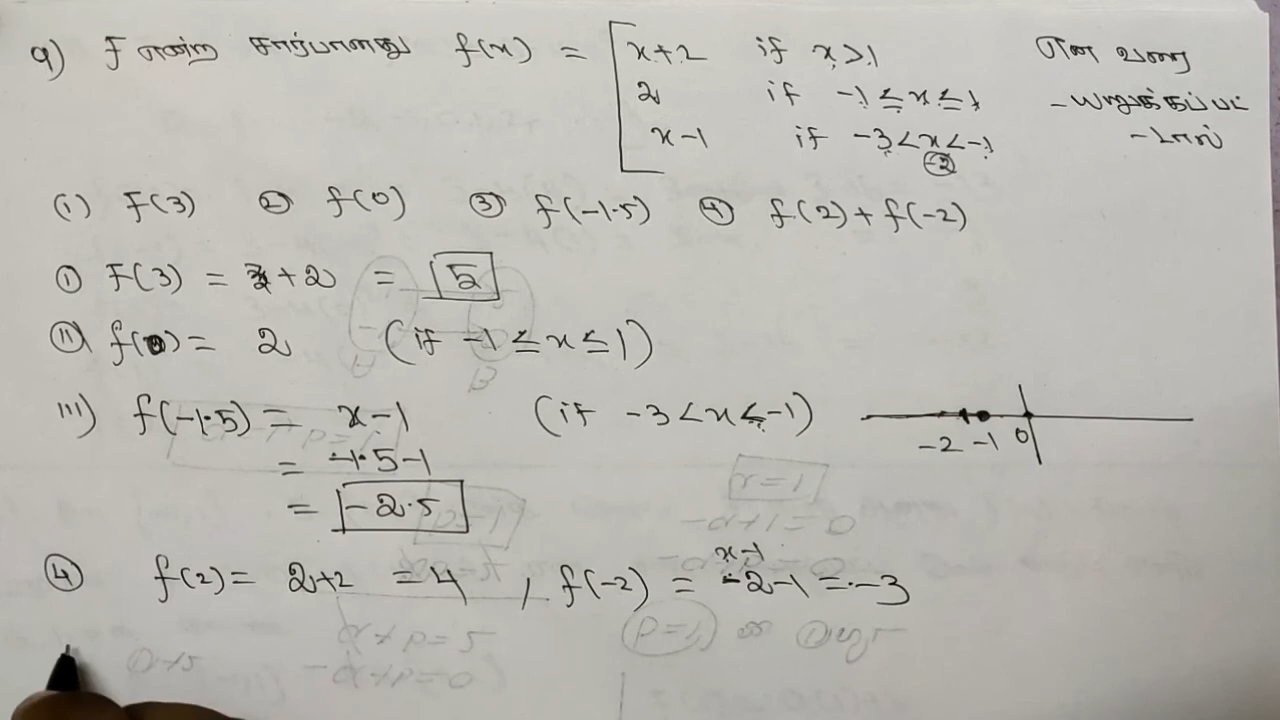 9) f என்ற சார்பானது f(x) = [ x+2 if x>1 என வரை
2 if -1≤x≤1 -யறுக்கப்பட்
x-1 if -3<x<-1 -டால்
-2
(i) F(3) ② f(0) ③ f(-1.5) ④ f(2)+f(-2)
① F(3) = 3+2 = 5
ii) f(0) = 2 (if -1≤x≤1)
iii) f(-1.5) = x-1 (if -3<x<-1)
= -1.5-1
-2 -1 0
= -2.5
x-1
④ f(2) = 2+2 = 4 , f(-2) = -2-1 = -3